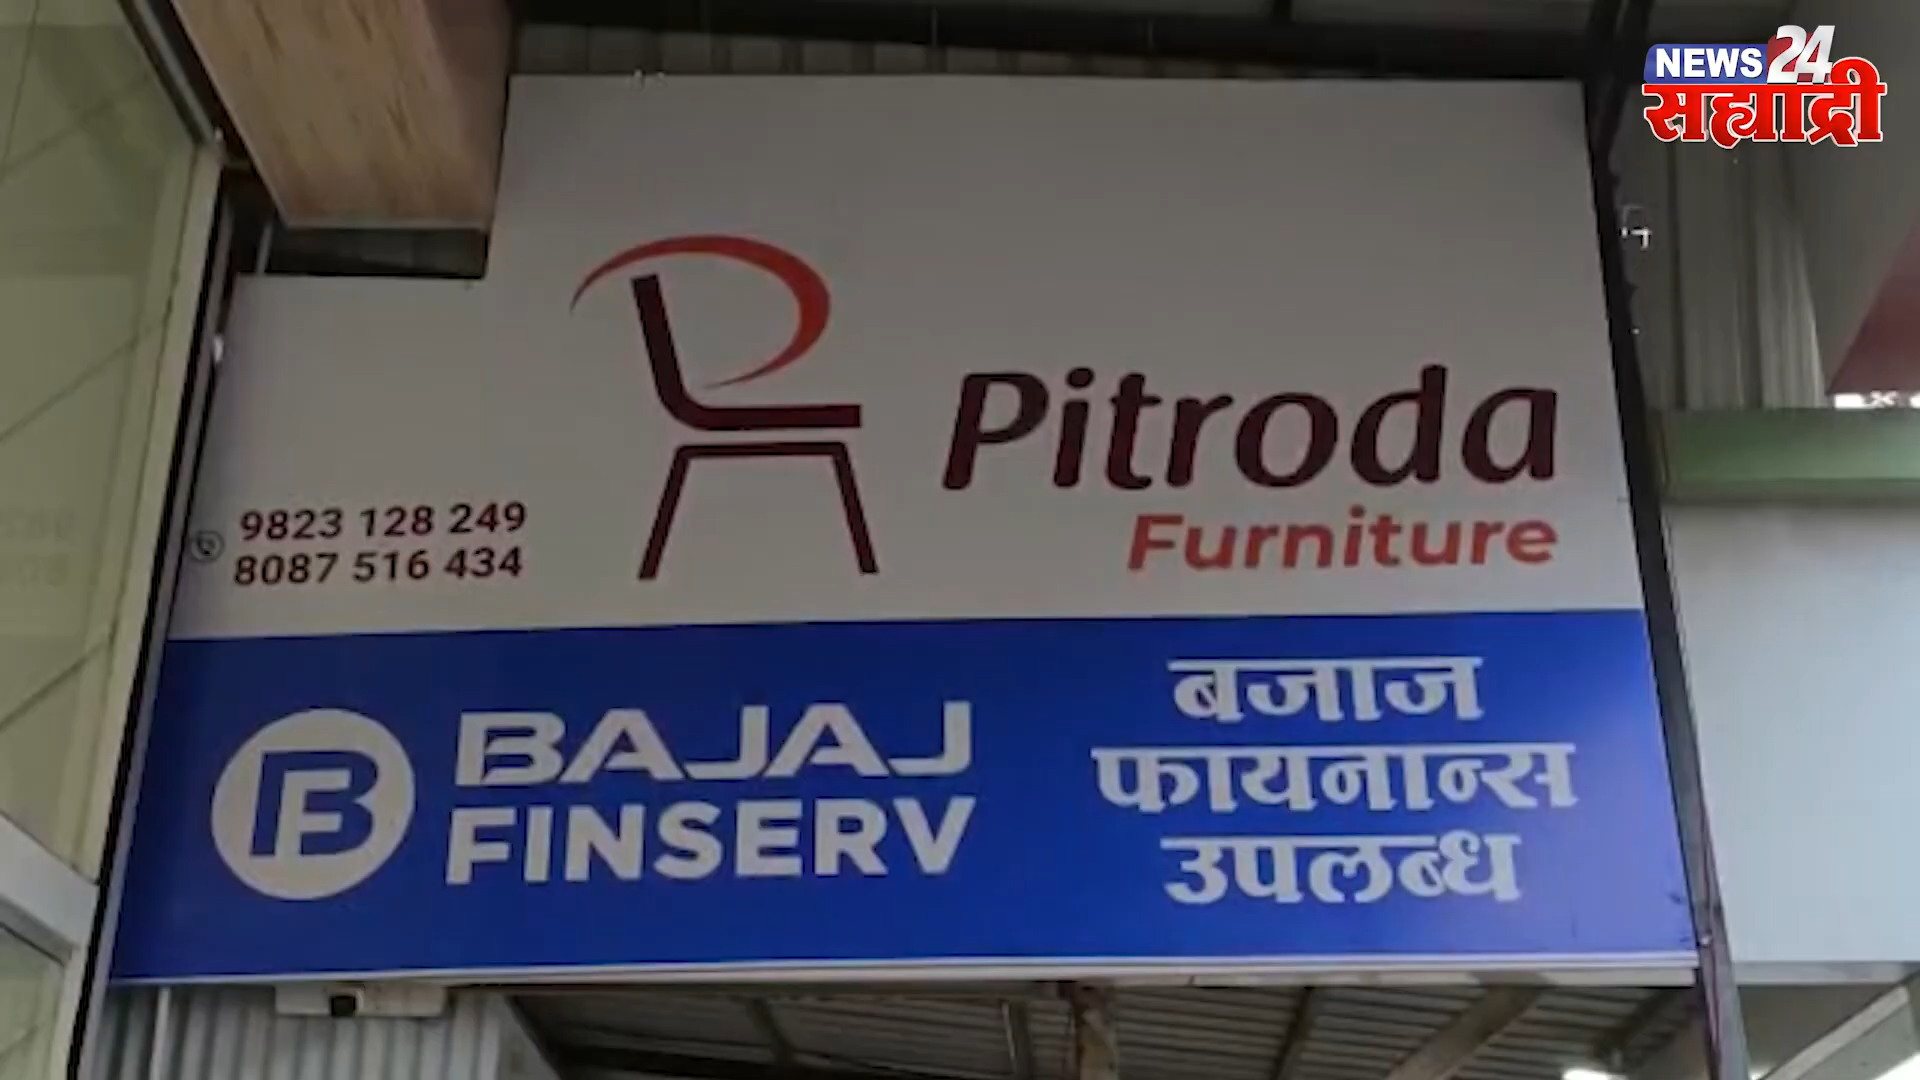 NEWS 24
सह्याद्री
Pitroda
Furniture
9823 128 249
8087 516 434
BAJAJ
FINSERV
बजाज
फायनान्स
उपलब्ध